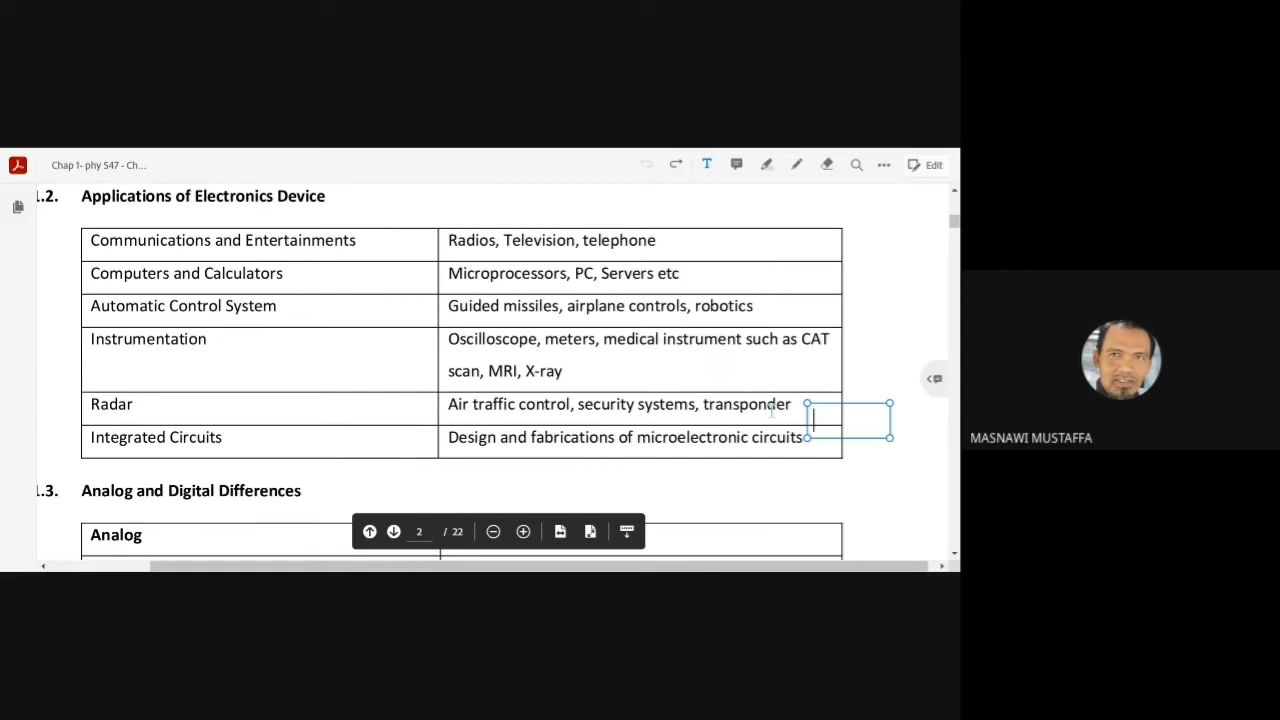 Chap 1- phy S47 - Ch...
Edit
1.2. Applications of Electronics Device
Communications and Entertainments Radios, Television, telephone
Computers and Calculators Microprocessors, PC, Servers etc
Automatic Control System Guided missiles, airplane controls, robotics
Instrumentation Oscilloscope, meters, medical instrument such as CAT
scan, MRI, X-ray
Radar Air traffic control, security systems, transponder
Integrated Circuits Design and fabrications of microelectronic circuits
MASNAWI MUSTAFFA
1.3. Analog and Digital Differences
Analog
2 / 22